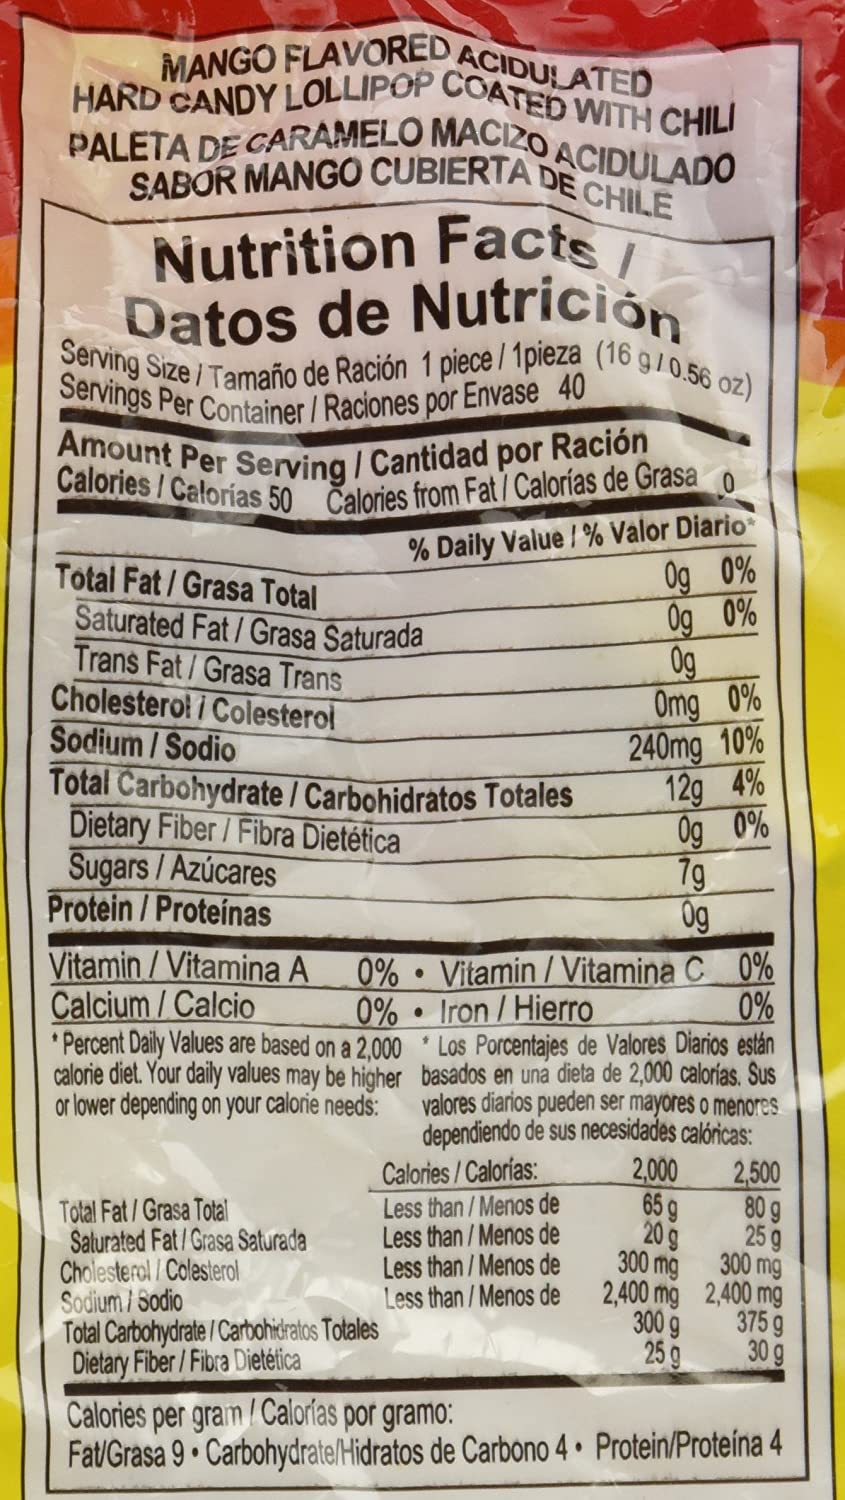 MANGO FLAVORED ACIDULATED
HARD CANDY LOLLIPOP COATED WITH CHILI
PALETA DE CARAMELO MACIZO ACIDULADO
SABOR MANGO CUBIERTA DE CHILE
Nutrition Facts /
Datos de Nutrición
Serving Size / Tamaño de Ración 1 piece / 1pieza (16 g / 0.56 oz)
Servings Per Container / Raciones por Envase 40
Amount Per Serving / Cantidad por Ración
Calories / Calorías 50 Calories from Fat / Calorías de Grasa 0
% Daily Value / % Valor Diario*
Total Fat / Grasa Total 0g 0%
Saturated Fat / Grasa Saturada 0g 0%
Trans Fat / Grasa Trans 0g
Cholesterol / Colesterol 0mg 0%
Sodium / Sodio 240mg 10%
Total Carbohydrate / Carbohidratos Totales 12g 4%
Dietary Fiber / Fibra Dietética 0g 0%
Sugars / Azúcares 7g
Protein / Proteínas 0g
Vitamin / Vitamina A 0% • Vitamin / Vitamina C 0%
Calcium / Calcio 0% • Iron / Hierro 0%
* Percent Daily Values are based on a 2,000
calorie diet. Your daily values may be higher
or lower depending on your calorie needs:
* Los Porcentajes de Valores Diarios están
basados en una dieta de 2,000 calorías. Sus
valores diarios pueden ser mayores o menores
dependiendo de sus necesidades calóricas:
Calories / Calorías: 2,000 2,500
Total Fat / Grasa Total Less than / Menos de 65 g 80 g
Saturated Fat / Grasa Saturada Less than / Menos de 20 g 25 g
Cholesterol / Colesterol Less than / Menos de 300 mg 300 mg
Sodium / Sodio Less than / Menos de 2,400 mg 2,400 mg
Total Carbohydrate / Carbohidratos Totales 300 g 375 g
Dietary Fiber / Fibra Dietética 25 g 30 g
Calories per gram / Calorías por gramo:
Fat/Grasa 9 • Carbohydrate/Hidratos de Carbono 4 • Protein/Proteína 4